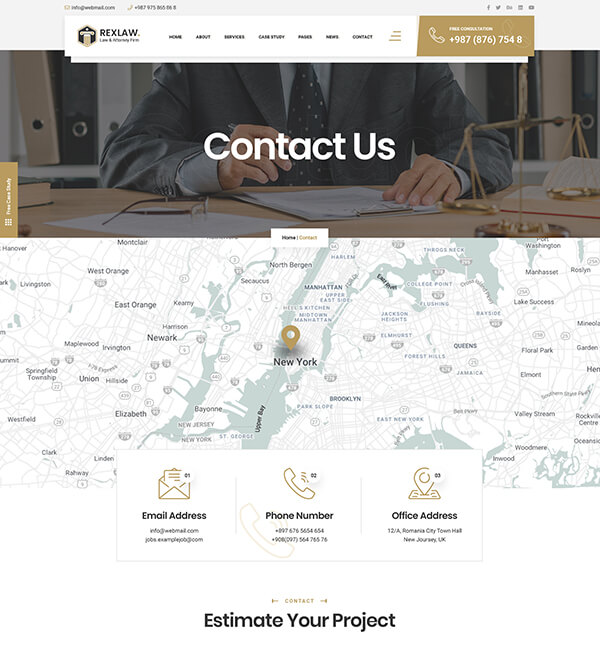 info@webmail.com +987 975 865 86 8
REXLAW.
Law & Attorney Firm
HOME ABOUT SERVICES CASE STUDY PAGES NEWS CONTACT
FREE CONSULTATION
+987 (876) 754 8
Contact Us
Free Case Study
Home | Contact
Hanover
Montclair
HARLEM
THROGS NECK
Port
Washington
West Orange
North Bergen
Secaucus
MANHATTAN
UPPER
EAST SIDE
East River
COLLEGE POINT
Manhasset
Roslyn
East Orange
Kearny
HELL'S KITCHEN
MIDTOWN
MANHATTAN
FLUSHING
BAYSIDE
Lake Success
JACKSON
HEIGHTS
Harrison
Newark
ELMHURST
Mineola
Maplewood
Irvington
QUEENS
Floral Park
Garden
FOREST HILLS
New York
Summit
Springfield
Township
Union
Hillside
JAMAICA
Elmont
Bayonne
Elizabeth
Upper Bay
PARK SLOPE
BROOKLYN
Westfield
NEW JERSEY
NEW YORK
ST. GEORGE
EAST NEW YORK
Valley Stream
Rockville
Centre
Clark
Linden
Woodmere
Oceanside
Inwood
01
Email Address
info@webmail.com
jobs.examplejob@com
02
Phone Number
+897 676 5654 654
+908(097) 564 765 76
03
Office Address
12/A, Romania City Town Hall
New Joursey, UK
CONTACT
Estimate Your Project